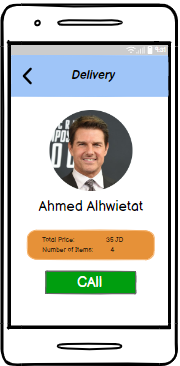 Delivery
Ahmed Alhwietat
Total Price: 35 JD
Number of Items: 4
CAll